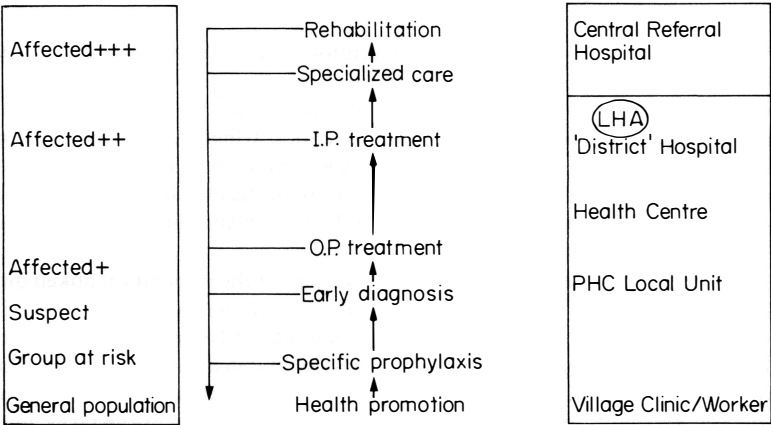 Affected+++
Affected++
Affected+
Suspect
Group at risk
General population
Rehabilitation
Specialized care
I.P. treatment
O.P. treatment
Early diagnosis
Specific prophylaxis
Health promotion
Central Referral
Hospital
LHA
'District' Hospital
Health Centre
PHC Local Unit
Village Clinic/Worker